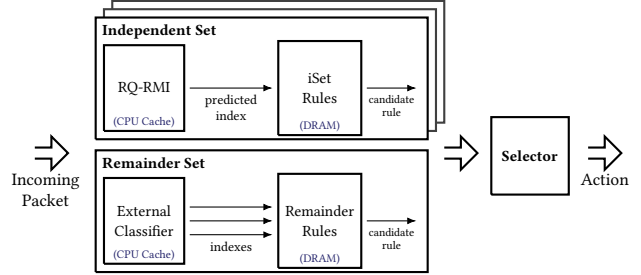 Independent Set
RQ-RMI
(CPU Cache)
predicted
index
iSet
Rules
(DRAM)
candidate
rule
Incoming
Packet
Remainder Set
External
Classifier
(CPU Cache)
indexes
Remainder
Rules
(DRAM)
candidate
rule
Selector
Action